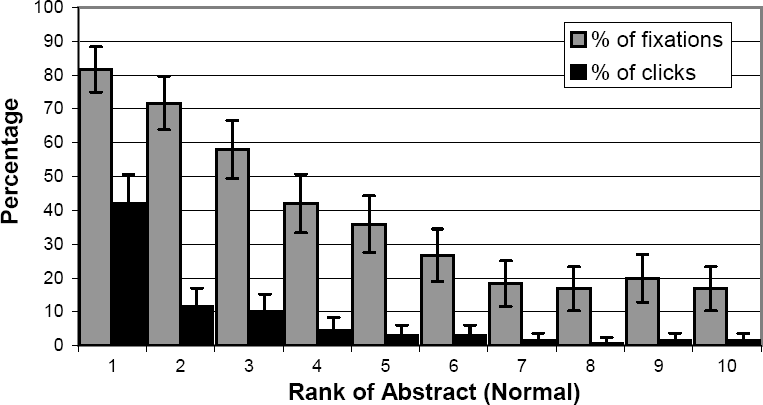 100
90
80
70
60
50
40
30
20
10
0
Percentage
% of fixations
% of clicks
1 2 3 4 5 6 7 8 9 10
Rank of Abstract (Normal)